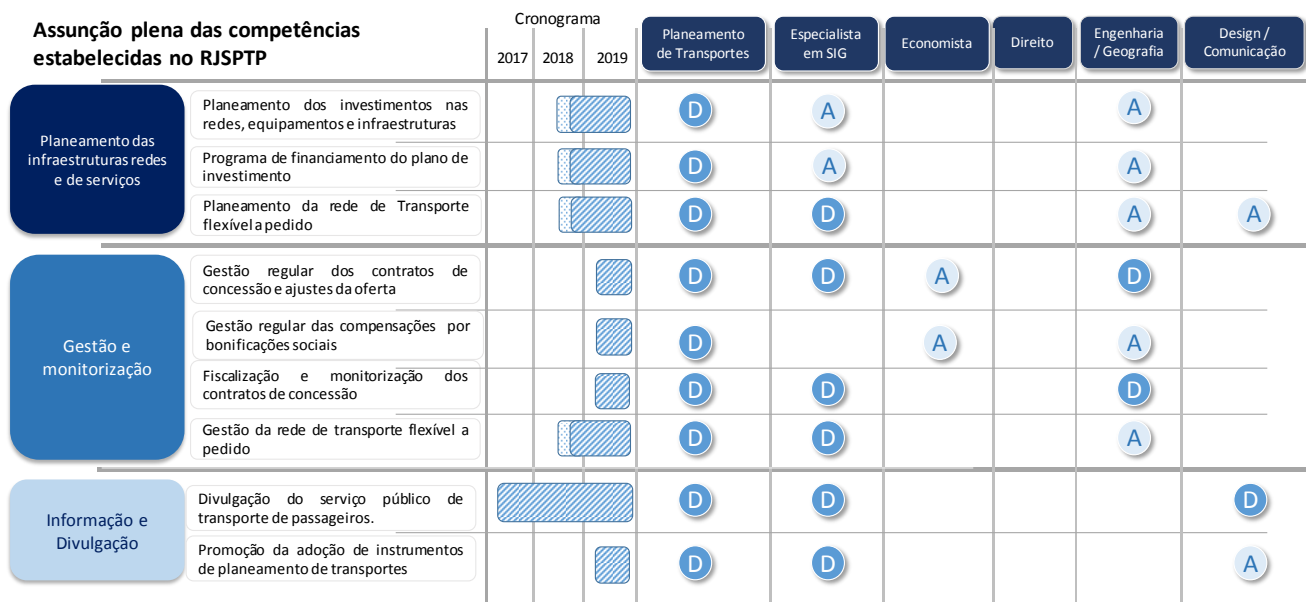 Assunção plena das competências
estabelecidas no RJSPTP
Cronograma
2017 2018 2019
Planeamento
de Transportes
Especialista
em SIG
Economista
Direito
Engenharia
/ Geografia
Design /
Comunicação
Planeamento das
infraestruturas redes
e de serviços
Planeamento dos investimentos nas
redes, equipamentos e infraestruturas
D A A
Programa de financiamento do plano de
investimento
D A A
Planeamento da rede de Transporte
flexível a pedido
D D A A
Gestão e
monitorização
Gestão regular dos contratos de
concessão e ajustes da oferta
D D A D
Gestão regular das compensações por
bonificações sociais
D A A
Fiscalização e monitorização dos
contratos de concessão
D D D
Gestão da rede de transporte flexível a
pedido
D D A
Informação e
Divulgação
Divulgação do serviço público de
transporte de passageiros.
D D D
Promoção da adoção de instrumentos
de planeamento de transportes
D D A